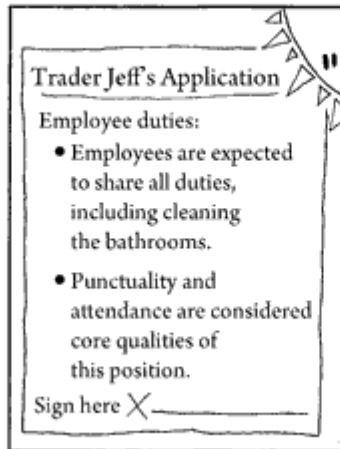 Trader Jeff's Application
Employee duties:
• Employees are expected
to share all duties,
including cleaning
the bathrooms.
• Punctuality and
attendance are considered
core qualities of
this position.
Sign here X